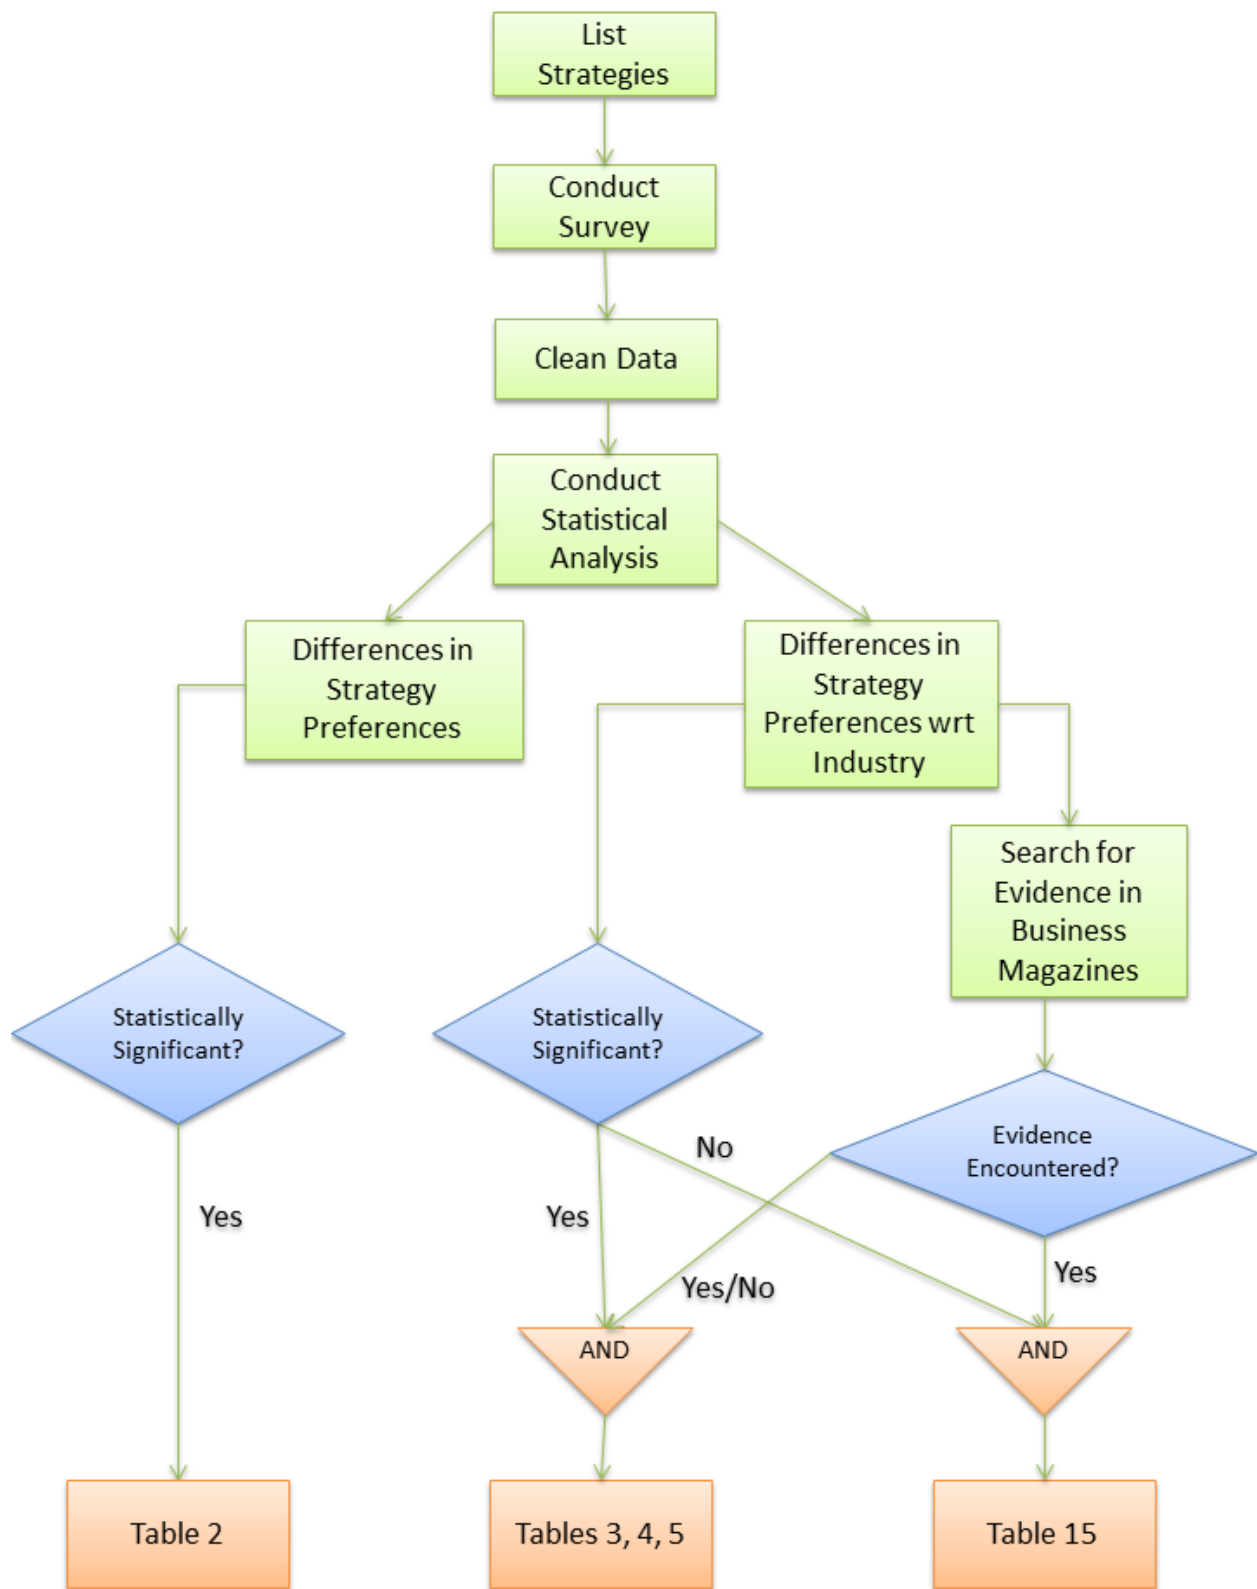 List
Strategies
Conduct
Survey
Clean Data
Conduct
Statistical
Analysis
Differences in
Strategy
Preferences
Differences in
Strategy
Preferences wrt
Industry
Search for
Evidence in
Business
Magazines
Statistically
Significant?
Statistically
Significant?
Evidence
Encountered?
No
Yes
Yes
Yes/No
Yes
AND
AND
Table 2
Tables 3, 4, 5
Table 15